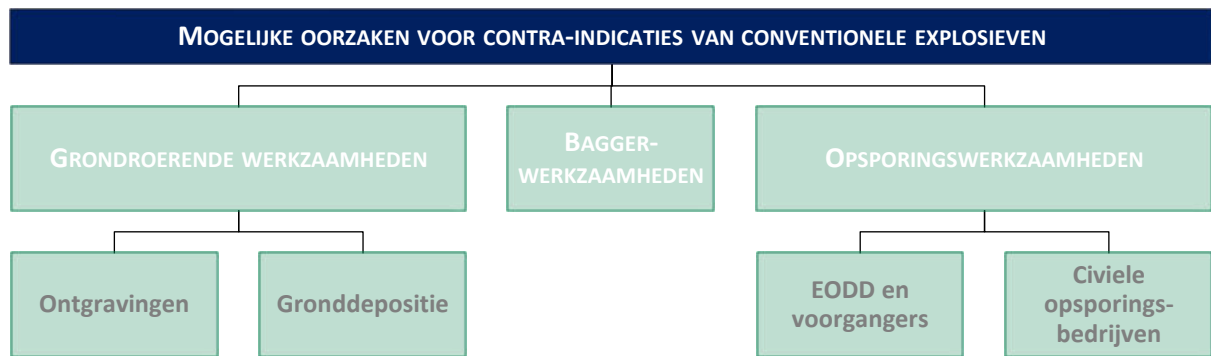 MOGELIJKE OORZAKEN VOOR CONTRA-INDICATIES VAN CONVENTIONELE EXPLOSIEVEN
GRONDROERENDE WERKZAAMHEDEN
BAGGER-
WERKZAAMHEDEN
OPSPORINGSWERKZAAMHEDEN
Ontgravingen
Gronddepositie
EODD en
voorgangers
Civiele
opsporings-
bedrijven